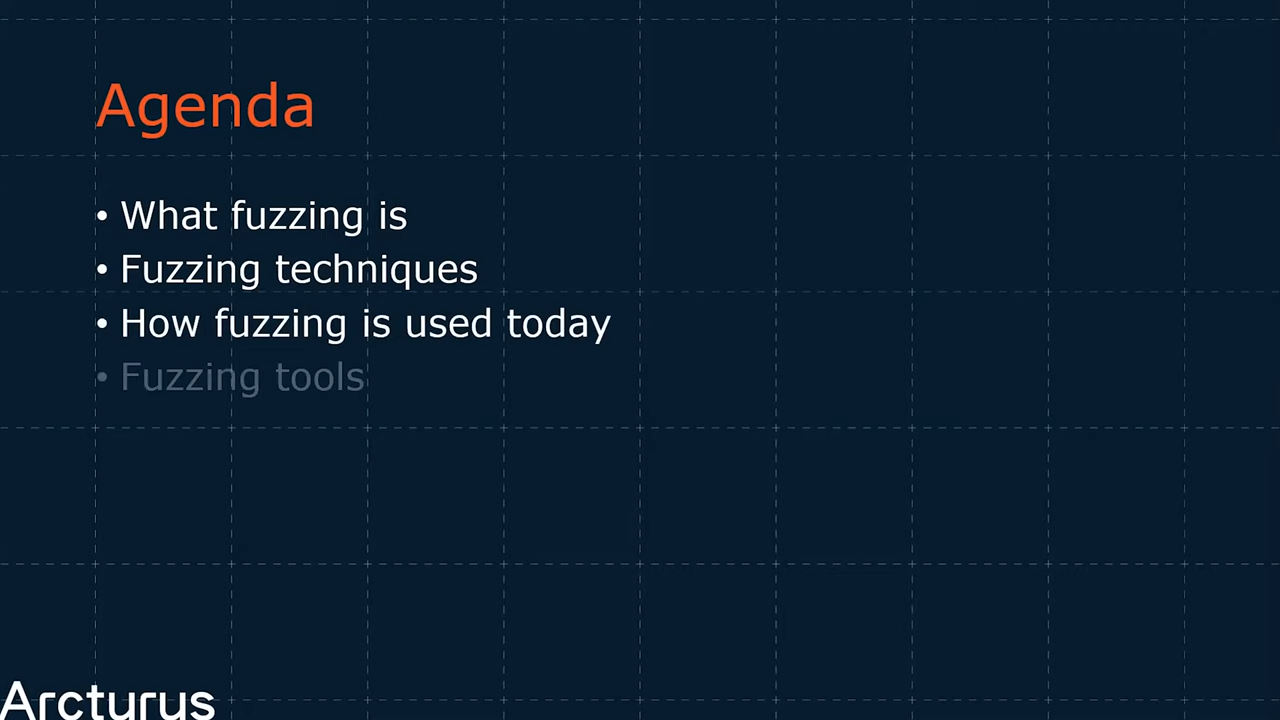 Agenda
• What fuzzing is
• Fuzzing techniques
• How fuzzing is used today
• Fuzzing tools
Arcturus